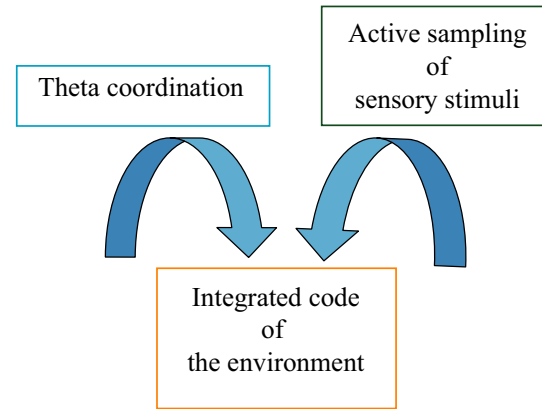 Theta coordination
Active sampling
of
sensory stimuli
Integrated code
of
the environment